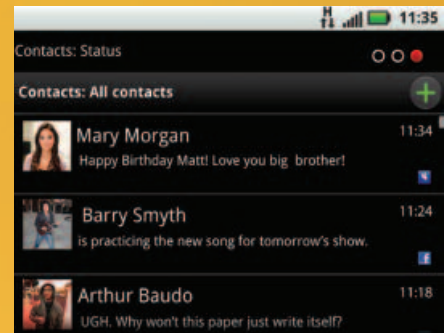 H 11:35
Contacts: Status
Contacts: All contacts
Mary Morgan 11:34
Happy Birthday Matt! Love you big brother!
Barry Smyth 11:24
is practicing the new song for tomorrow's show.
Arthur Baudo 11:18
UGH. Why won't this paper just write itself?